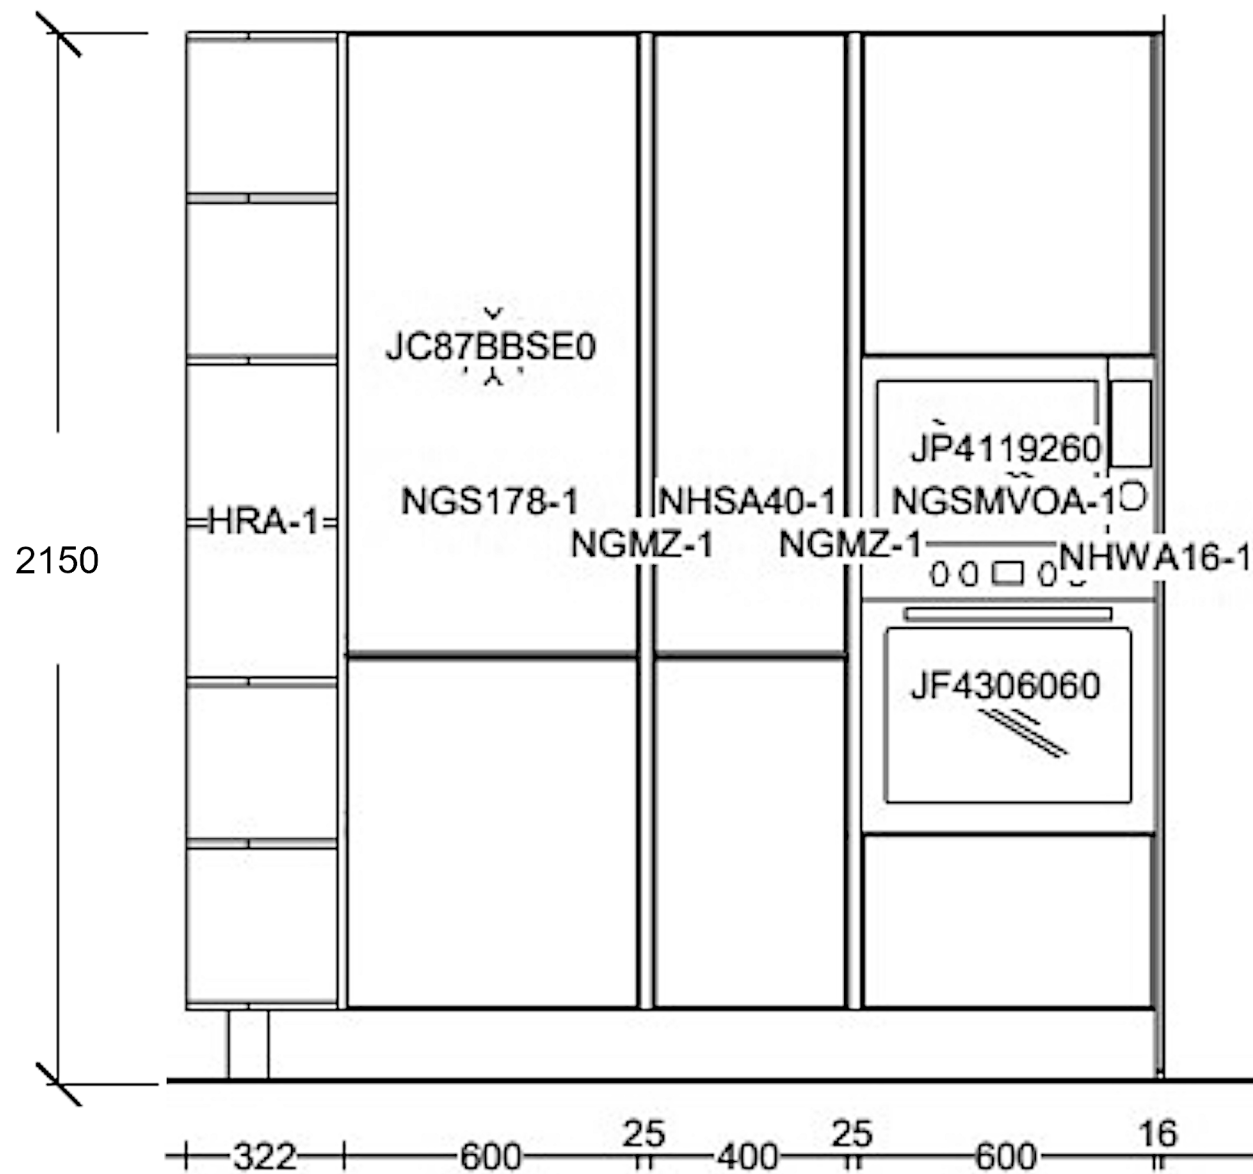 JC87BBSE0
JP4119260
HRA-1
NGS178-1
NHSA40-1
NGSMVOA-1
NGMZ-1
NGMZ-1
NHWA16-1
2150
JF4306060
322
600
25
400
25
600
16